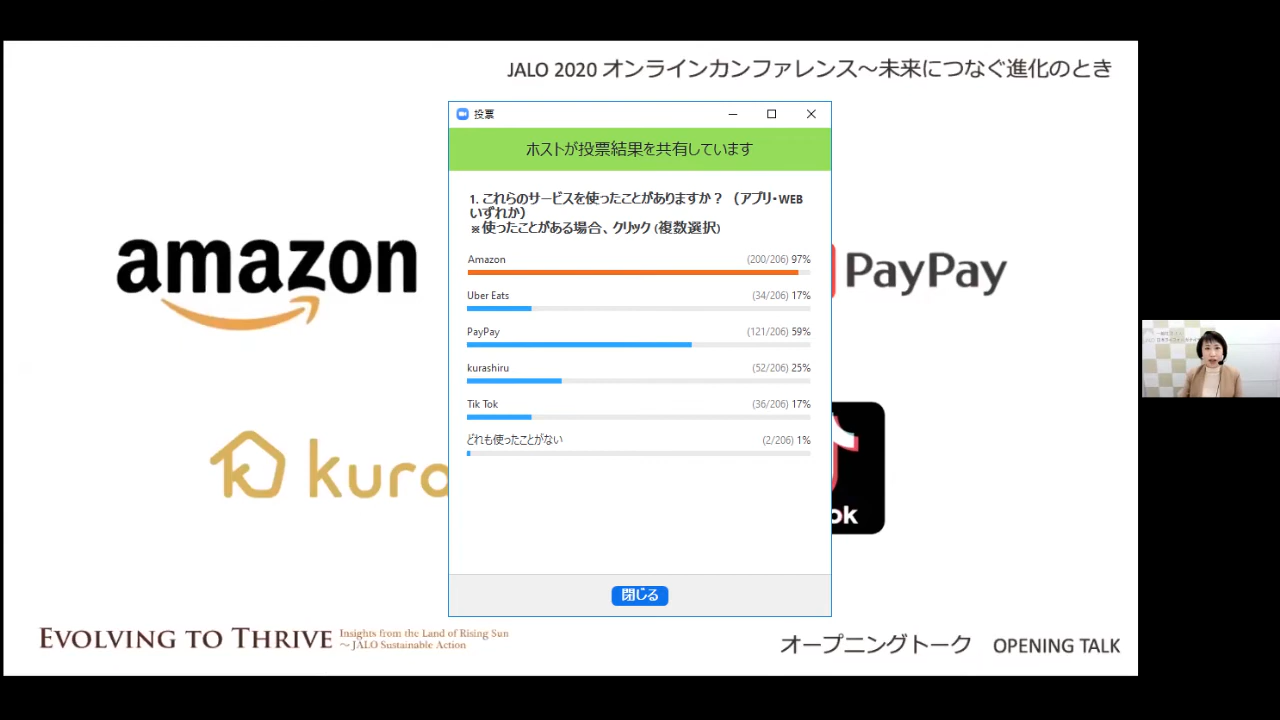 JALO 2020 オンラインカンファレンス～未来につなぐ進化のとき
投票
ホストが投票結果を共有しています
1. これらのサービスを使ったことがありますか？ （アプリ・WEB
いずれか）
※使ったことがある場合、クリック (複数選択)
Amazon (200/206) 97%
Uber Eats (34/206) 17%
PayPay (121/206) 59%
kurashiru (52/206) 25%
Tik Tok (36/206) 17%
どれも使ったことがない (2/206) 1%
閉じる
amazon
PayPay
kura
ok
EVOLVING TO THRIVE
Insights from the Land of Rising Sun
～JALO Sustainable Action
オープニングトーク OPENING TALK